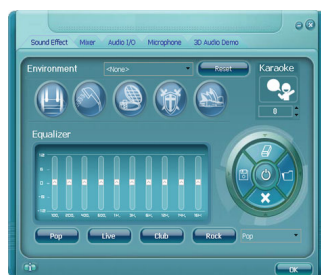 Sound Effect Mixer Audio I/O Microphone 3D Audio Demo
Environment <None> Reset Karaoke
0
Equalizer
Pop Live Club Rock Pop
OK